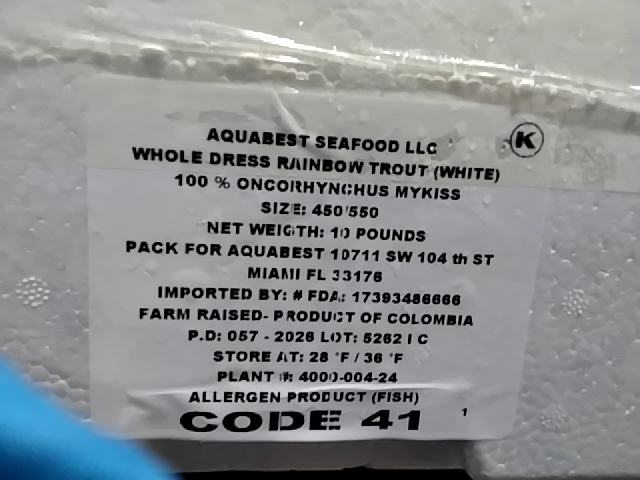 AQUABEST SEAFOOD LLC
K
WHOLE DRESS RAINBOW TROUT (WHITE)
100 % ONCORHYNCHUS MYKISS
SIZE: 450/550
NET WEIGTH: 10 POUNDS
PACK FOR AQUABEST 10711 SW 104 th ST
MIAMI FL 33176
IMPORTED BY: # FDA: 17393486666
FARM RAISED- PRODUCT OF COLOMBIA
P.D: 057 - 2026 LOT: 5262 I C
STORE AT: 28 °F / 36 °F
PLANT #: 4000-004-24
ALLERGEN PRODUCT (FISH)
CODE 41 1